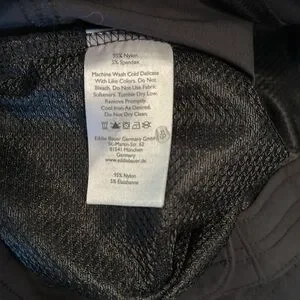 95% Nylon
5% Spandex
Machine Wash Cold Delicate
With Like Colors. Do Not
Bleach. Do Not Use Fabric
Softeners. Tumble Dry Low.
Remove Promptly.
Cool Iron As Desired.
Do Not Dry Clean.
Eddie Bauer Germany GmbH
St.-Martin-Str. 62
81541 München
Germany
www.eddiebauer.de
95% Nylon
5% Elasthanne